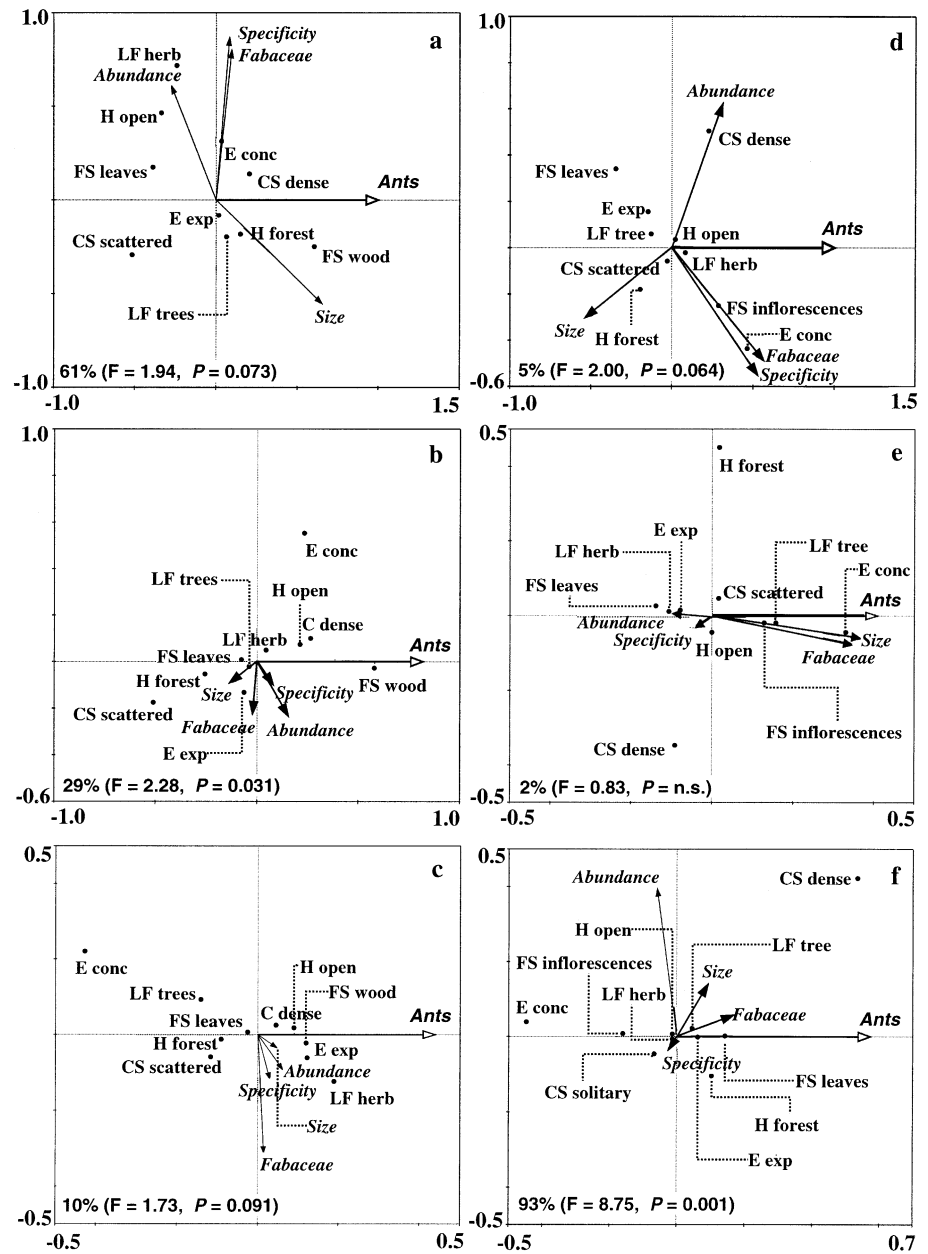 1.0
a
Specificity
Fabaceae
LF herb
Abundance
H open
E conc
FS leaves
CS dense
Ants
E exp
H forest
CS scattered
FS wood
LF trees
Size
61% (F = 1.94, P = 0.073)
-1.0
-1.0
1.5
1.0
d
Abundance
CS dense
FS leaves
E exp
LF tree
H open
Ants
CS scattered
LF herb
FS inflorescences
Size
H forest
E conc
Fabaceae
Specificity
5% (F = 2.00, P = 0.064)
-0.6
-1.0
1.5
1.0
b
E conc
LF trees
H open
C dense
LF herb
Ants
FS leaves
FS wood
H forest
Size
Specificity
CS scattered
Fabaceae
Abundance
E exp
29% (F = 2.28, P = 0.031)
-0.6
-1.0
1.0
0.5
e
H forest
E exp
LF tree
LF herb
E conc
FS leaves
CS scattered
Ants
Abundance
Specificity
Size
H open
Fabaceae
FS inflorescences
CS dense
2% (F = 0.83, P = n.s.)
-0.5
-0.5
0.5
0.5
c
E conc
H open
LF trees
FS wood
C dense
FS leaves
Ants
H forest
E exp
CS scattered
Abundance
Specificity
LF herb
Size
Fabaceae
10% (F = 1.73, P = 0.091)
-0.5
-0.5
0.5
0.5
f
Abundance
CS dense
H open
LF tree
FS inflorescences
Size
LF herb
E conc
Fabaceae
Ants
Specificity
CS solitary
FS leaves
H forest
E exp
93% (F = 8.75, P = 0.001)
-0.5
-0.5
0.7